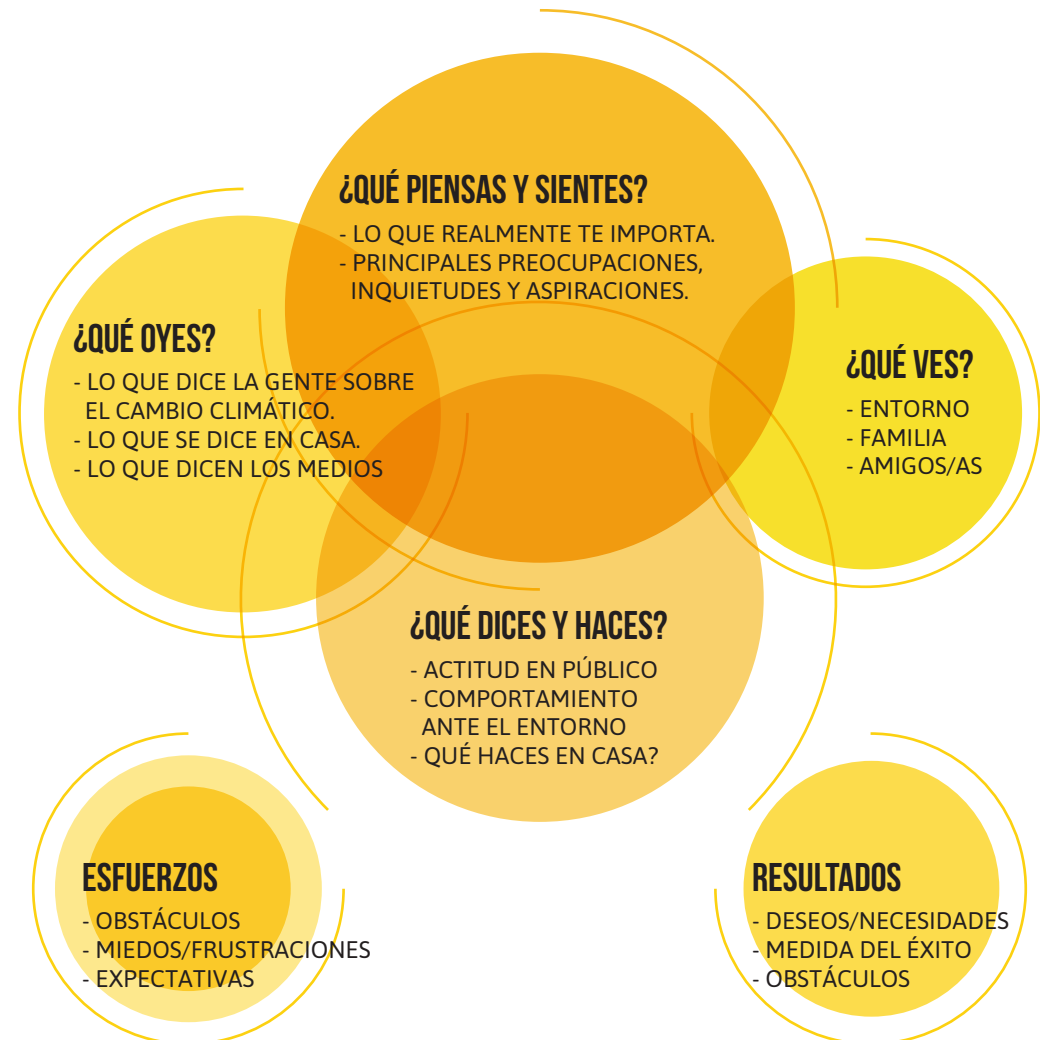 ¿QUÉ PIENSAS Y SIENTES?
- LO QUE REALMENTE TE IMPORTA.
- PRINCIPALES PREOCUPACIONES,
INQUIETUDES Y ASPIRACIONES.
¿QUÉ OYES?
- LO QUE DICE LA GENTE SOBRE
EL CAMBIO CLIMÁTICO.
- LO QUE SE DICE EN CASA.
- LO QUE DICEN LOS MEDIOS
¿QUÉ VES?
- ENTORNO
- FAMILIA
- AMIGOS/AS
¿QUÉ DICES Y HACES?
- ACTITUD EN PÚBLICO
- COMPORTAMIENTO
ANTE EL ENTORNO
- QUÉ HACES EN CASA?
ESFUERZOS
- OBSTÁCULOS
- MIEDOS/FRUSTRACIONES
- EXPECTATIVAS
RESULTADOS
- DESEOS/NECESIDADES
- MEDIDA DEL ÉXITO
- OBSTÁCULOS